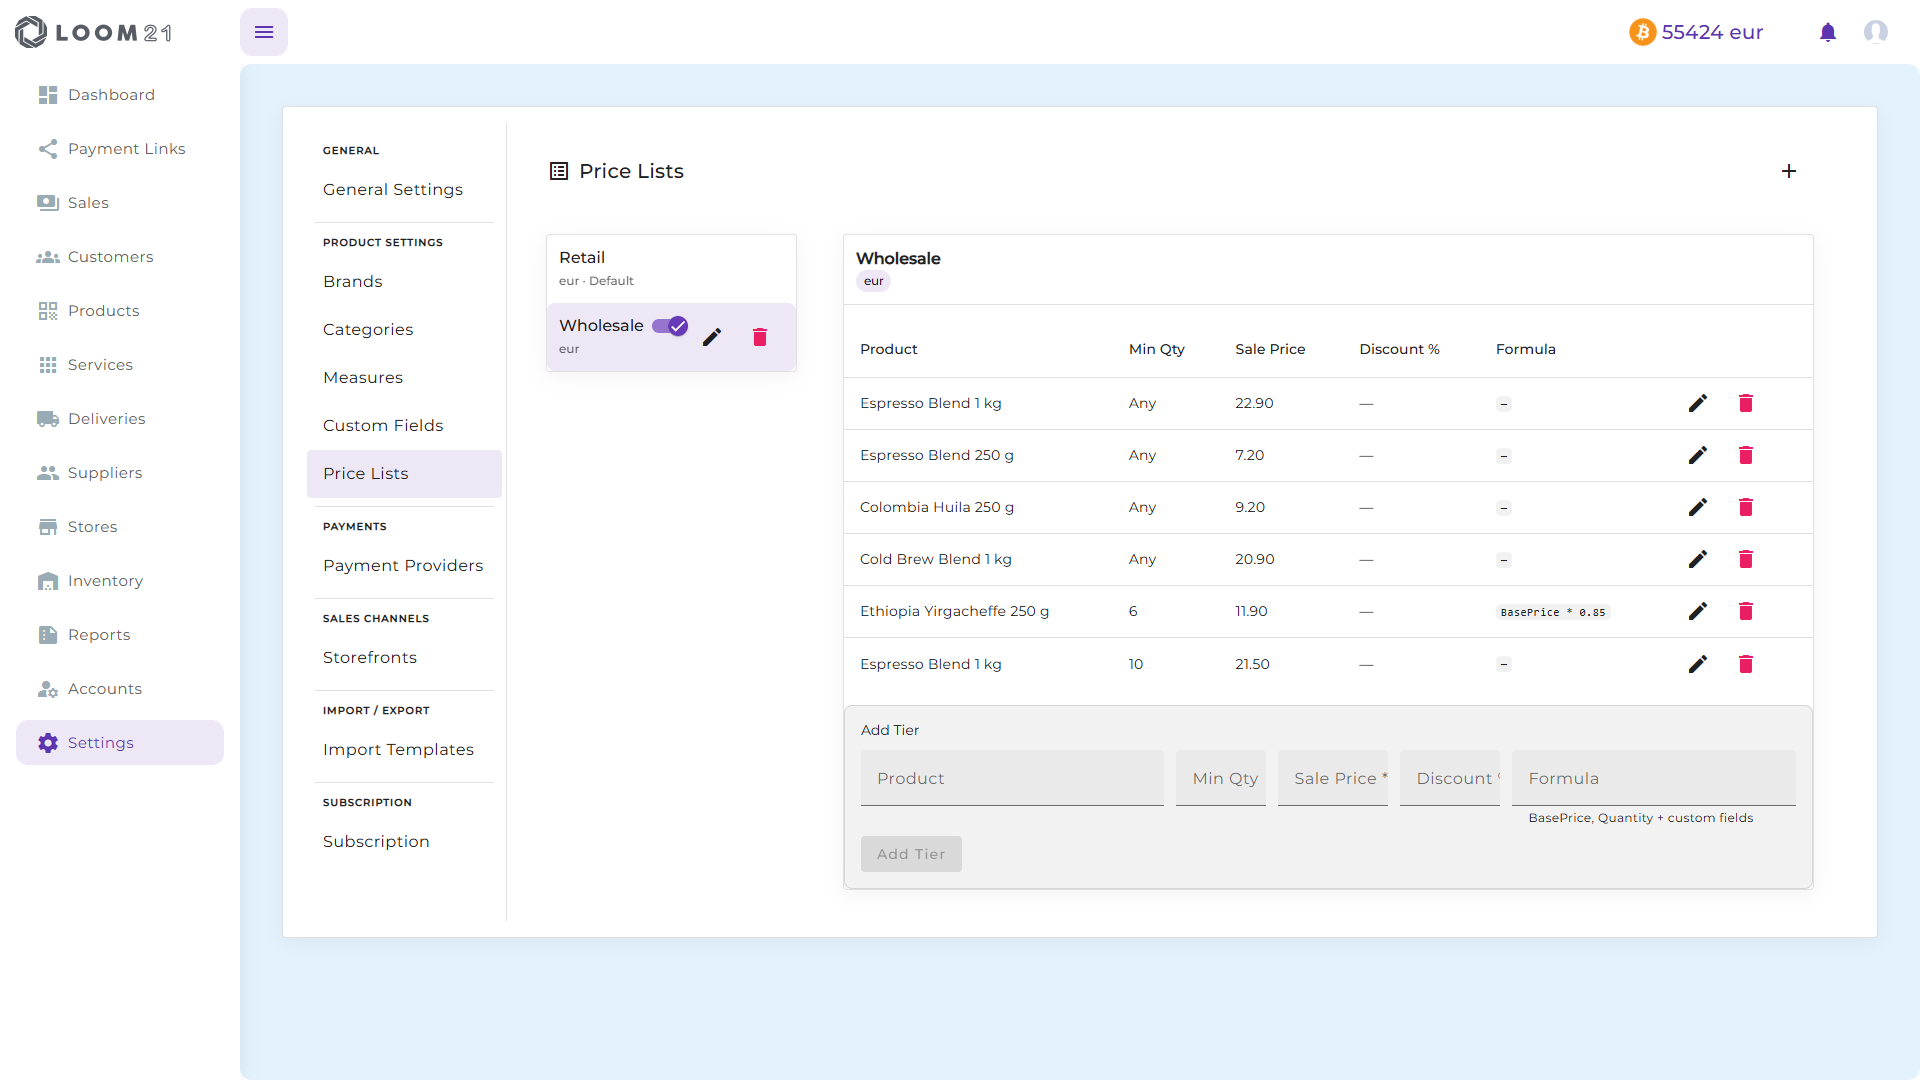 LOOM21
55424 eur
Dashboard
Payment Links
Sales
Customers
Products
Services
Deliveries
Suppliers
Stores
Inventory
Reports
Accounts
Settings
GENERAL
General Settings
PRODUCT SETTINGS
Brands
Categories
Measures
Custom Fields
Price Lists
PAYMENTS
Payment Providers
SALES CHANNELS
Storefronts
IMPORT / EXPORT
Import Templates
SUBSCRIPTION
Subscription
Price Lists
Retail
eur · Default
Wholesale
eur
Wholesale
eur
Product Min Qty Sale Price Discount % Formula
Espresso Blend 1 kg Any 22.90 — –
Espresso Blend 250 g Any 7.20 — –
Colombia Huila 250 g Any 9.20 — –
Cold Brew Blend 1 kg Any 20.90 — –
Ethiopia Yirgacheffe 250 g 6 11.90 — BasePrice * 0.85
Espresso Blend 1 kg 10 21.50 — –
Add Tier
Product Min Qty Sale Price * Discount Formula
BasePrice, Quantity + custom fields
Add Tier